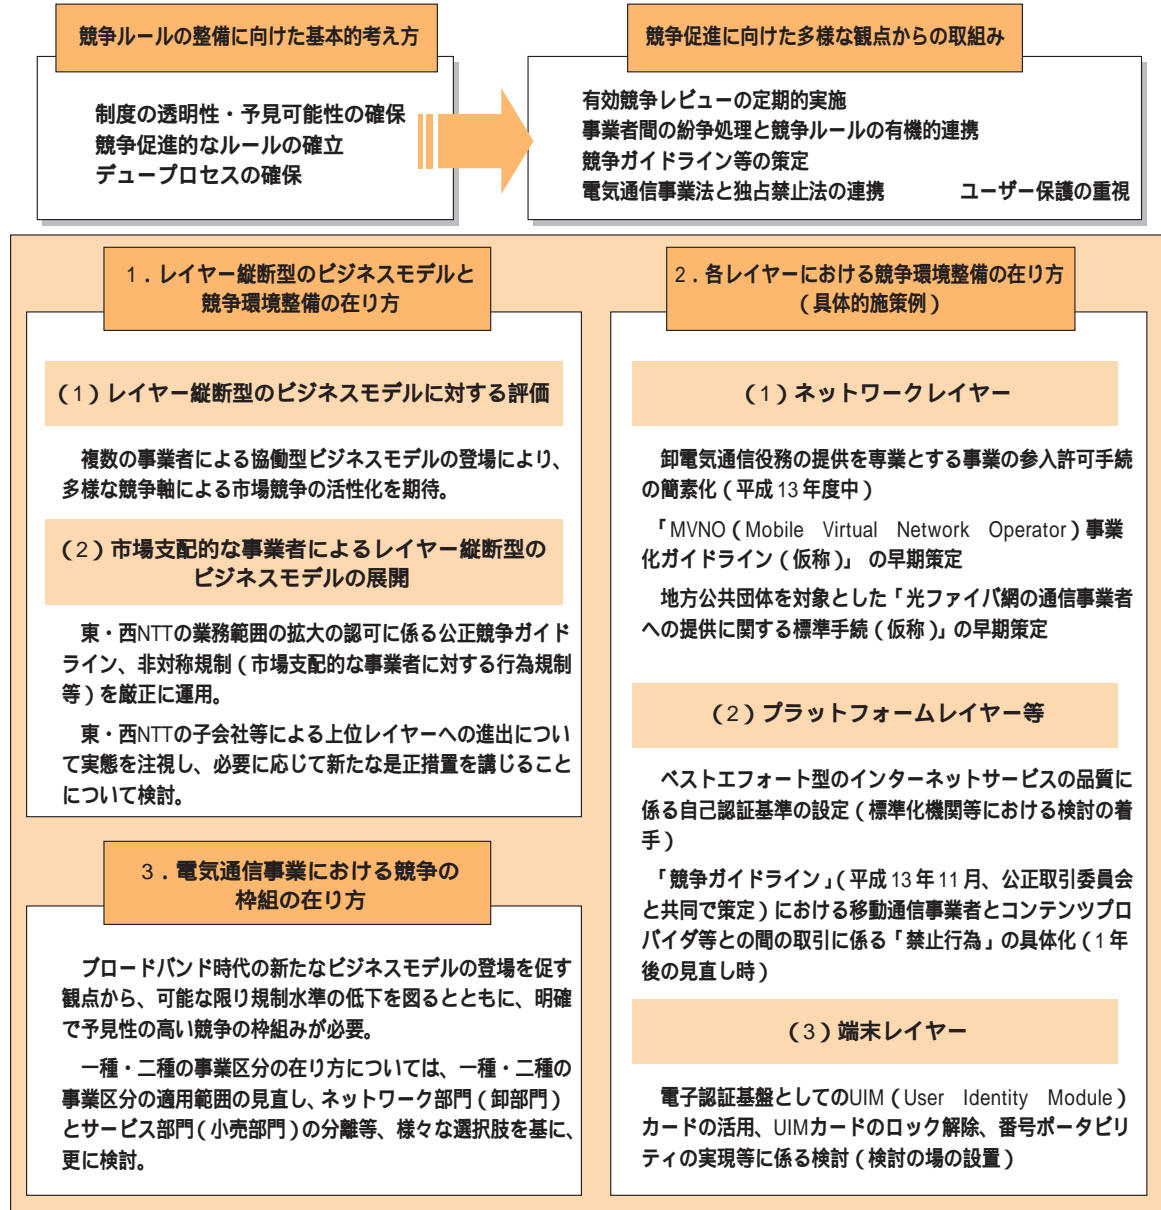 競争ルールの整備に向けた基本的考え方
制度の透明性・予見可能性の確保
競争促進的なルールの確立
デュープロセスの確保
競争促進に向けた多様な観点からの取組み
有効競争レビューの定期的実施
事業者間の紛争処理と競争ルールの有機的連携
競争ガイドライン等の策定
電気通信事業法と独占禁止法の連携　　　ユーザー保護の重視
1．レイヤー縦断型のビジネスモデルと
競争環境整備の在り方
（1）レイヤー縦断型のビジネスモデルに対する評価
複数の事業者による協働型ビジネスモデルの登場により、
多様な競争軸による市場競争の活性化を期待。
（2）市場支配的な事業者によるレイヤー縦断型の
ビジネスモデルの展開
東・西NTTの業務範囲の拡大の認可に係る公正競争ガイド
ライン、非対称規制（市場支配的な事業者に対する行為規制
等）を厳正に運用。
東・西NTTの子会社等による上位レイヤーへの進出につい
て実態を注視し、必要に応じて新たな是正措置を講じること
について検討。
3．電気通信事業における競争の
枠組の在り方
ブロードバンド時代の新たなビジネスモデルの登場を促す
観点から、可能な限り規制水準の低下を図るとともに、明確
で予見性の高い競争の枠組みが必要。
一種・二種の事業区分の在り方については、一種・二種の
事業区分の適用範囲の見直し、ネットワーク部門（卸部門）
とサービス部門（小売部門）の分離等、様々な選択肢を基に、
更に検討。
2．各レイヤーにおける競争環境整備の在り方
（具体的施策例）
（1）ネットワークレイヤー
卸電気通信役務の提供を専業とする事業の参入許可手続
の簡素化（平成13年度中）
「MVNO（Mobile　Virtual　Network　Operator）事業
化ガイドライン（仮称）」 の早期策定
地方公共団体を対象とした「光ファイバ網の通信事業者
への提供に関する標準手続（仮称）」の早期策定
（2）プラットフォームレイヤー等
ベストエフォート型のインターネットサービスの品質に
係る自己認証基準の設定（標準化機関等における検討の着
手）
「競争ガイドライン」（平成13年11月、公正取引委員会
と共同で策定）における移動通信事業者とコンテンツプロ
バイダ等との間の取引に係る「禁止行為」の具体化（1年
後の見直し時）
（3）端末レイヤー
電子認証基盤としてのUIM（User　Identity　Module）
カードの活用、UIMカードのロック解除、番号ポータビリ
ティの実現等に係る検討（検討の場の設置）